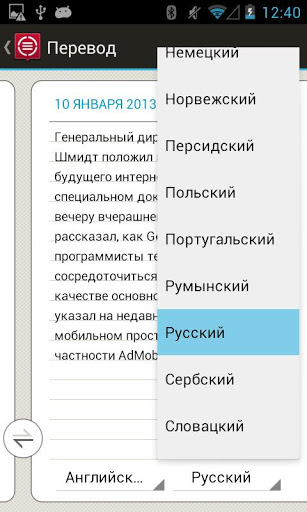 12:40
Перевод
10 ЯНВАРЯ 2013
Генеральный дир
Шмидт положил
будущего интерн
специальном док
вечеру вчерашне
рассказал, как Go
программисты те
сосредоточиться
качестве осново
указал на недавн
мобильном прост
частности AdMob
Немецкий
Норвежский
Персидский
Польский
Португальский
Румынский
Русский
Сербский
Словацкий
Английск...
Русский